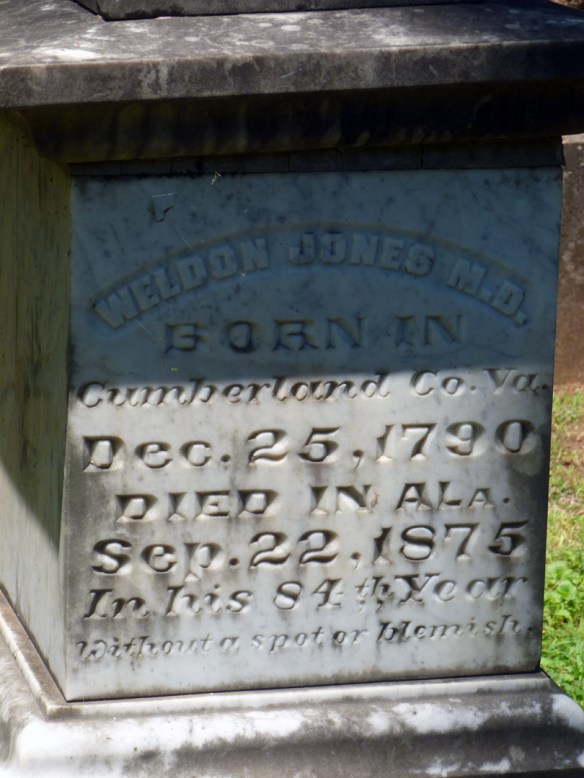 WELDON JONES M.D.
BORN IN
Cumberland Co. Va.
Dec. 25, 1790
DIED IN ALA.
Sep. 22, 1875
In his 84th Year
Without a spot or blemish.